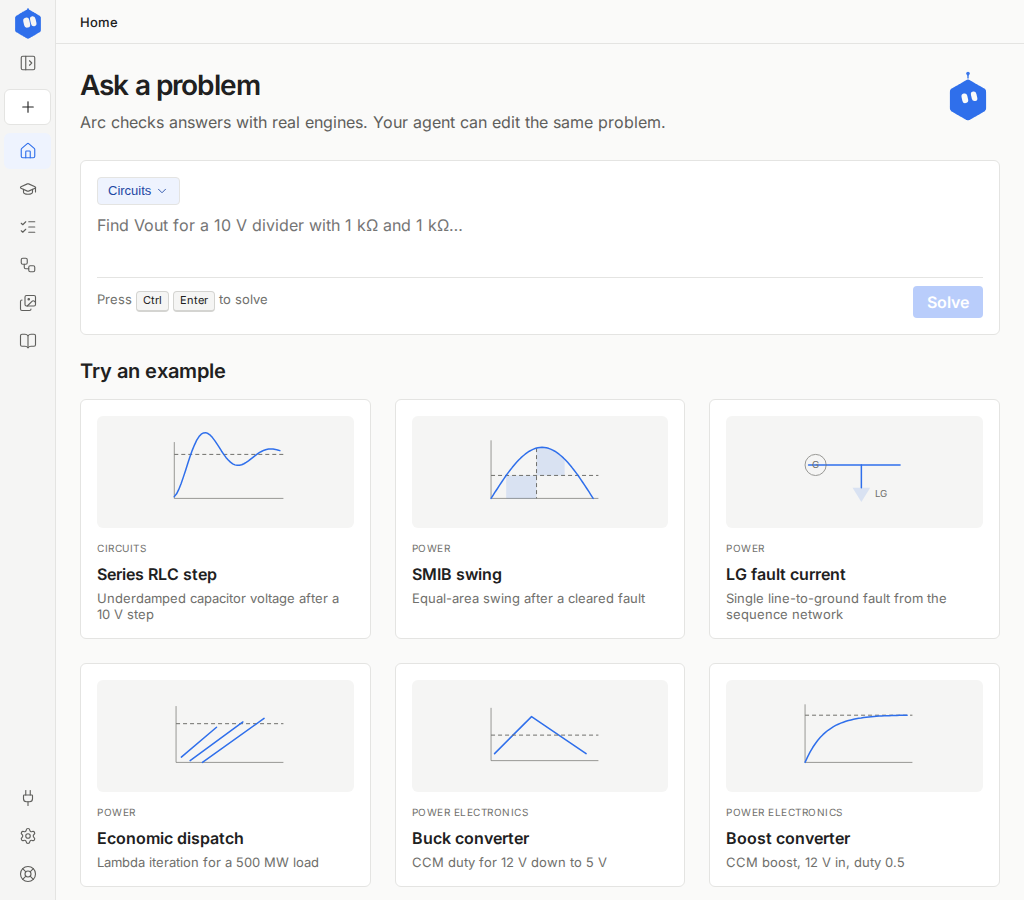 Home
Ask a problem
Arc checks answers with real engines. Your agent can edit the same problem.
Circuits
Find Vout for a 10 V divider with 1 kΩ and 1 kΩ...
Press Ctrl Enter to solve
Solve
Try an example
CIRCUITS
Series RLC step
Underdamped capacitor voltage after a
10 V step
POWER
SMIB swing
Equal-area swing after a cleared fault
G
LG
POWER
LG fault current
Single line-to-ground fault from the
sequence network
POWER
Economic dispatch
Lambda iteration for a 500 MW load
POWER ELECTRONICS
Buck converter
CCM duty for 12 V down to 5 V
POWER ELECTRONICS
Boost converter
CCM boost, 12 V in, duty 0.5